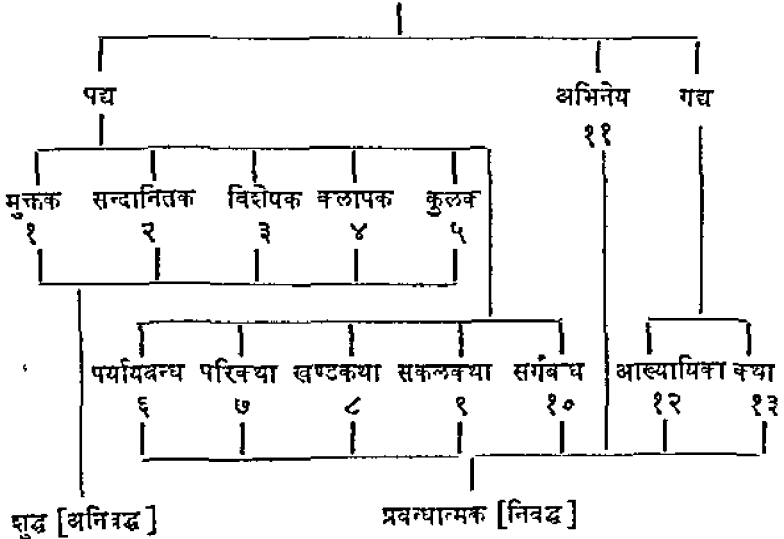 पद्य अभिनेय गद्य
११
मुक्तक सन्दानितक विशेषक कलापक कुलक
१ २ ३ ४ ५
पर्यायबन्ध परिकथा खण्डकथा सकलकथा सर्गबन्ध आख्यायिका कथा
६ ७ ८ ९ १० १२ १३
शुद्ध [अनिबद्ध] प्रबन्धात्मक [निबद्ध]